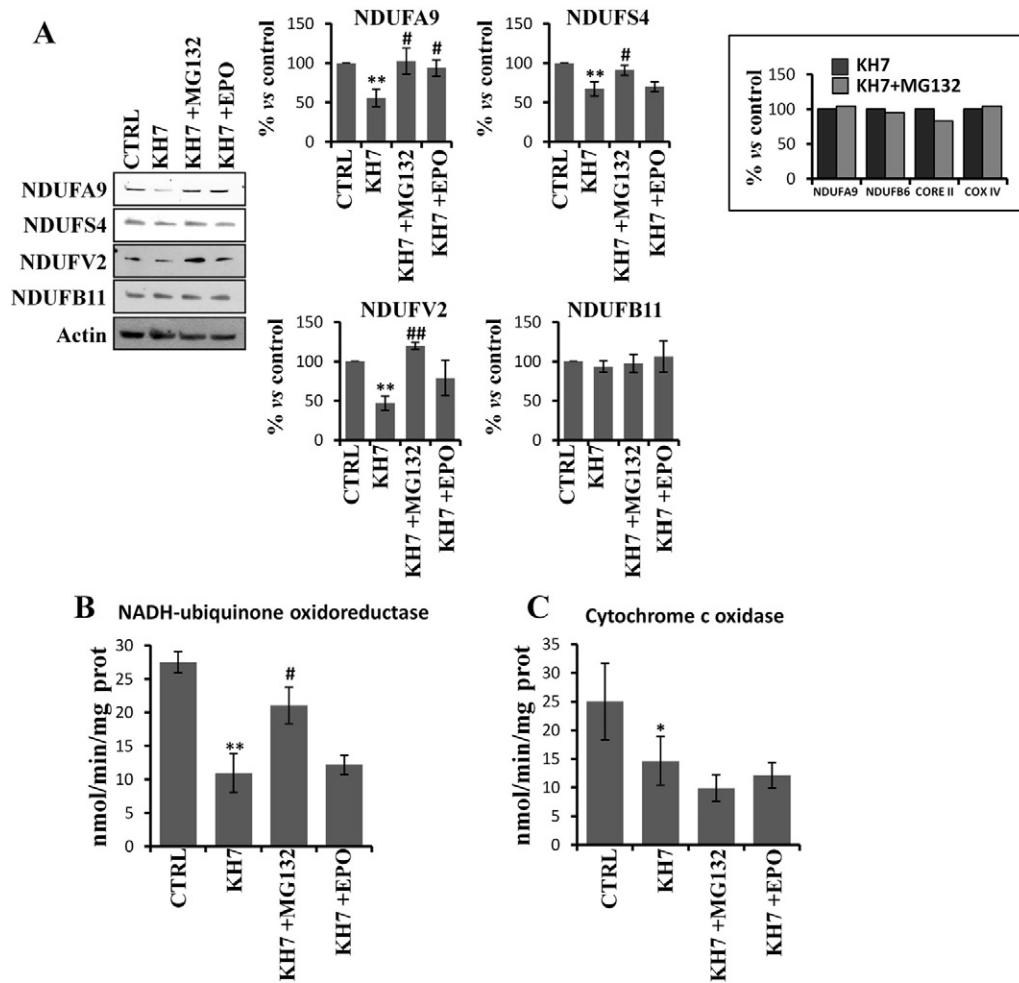 A
CTRL
KH7
KH7 +MG132
KH7 +EPO
NDUFA9
NDUFS4
NDUFV2
NDUFB11
Actin
NDUFA9
% vs control
150
100
50
0
**
#
#
CTRL
KH7
KH7 +MG132
KH7 +EPO
NDUFS4
% vs control
150
100
50
0
**
#
CTRL
KH7
KH7 +MG132
KH7 +EPO
KH7
KH7+MG132
% vs control
150
100
50
0
NDUFA9 NDUFB6 CORE II COX IV
NDUFV2
% vs control
150
100
50
0
**
##
CTRL
KH7
KH7 +MG132
KH7 +EPO
NDUFB11
% vs control
150
100
50
0
CTRL
KH7
KH7 +MG132
KH7 +EPO
B
NADH-ubiquinone oxidoreductase
nmol/min/mg prot
30
25
20
15
10
5
0
**
#
CTRL
KH7
KH7 +MG132
KH7 +EPO
C
Cytochrome c oxidase
nmol/min/mg prot
35
30
25
20
15
10
5
0
*
CTRL
KH7
KH7 +MG132
KH7 +EPO